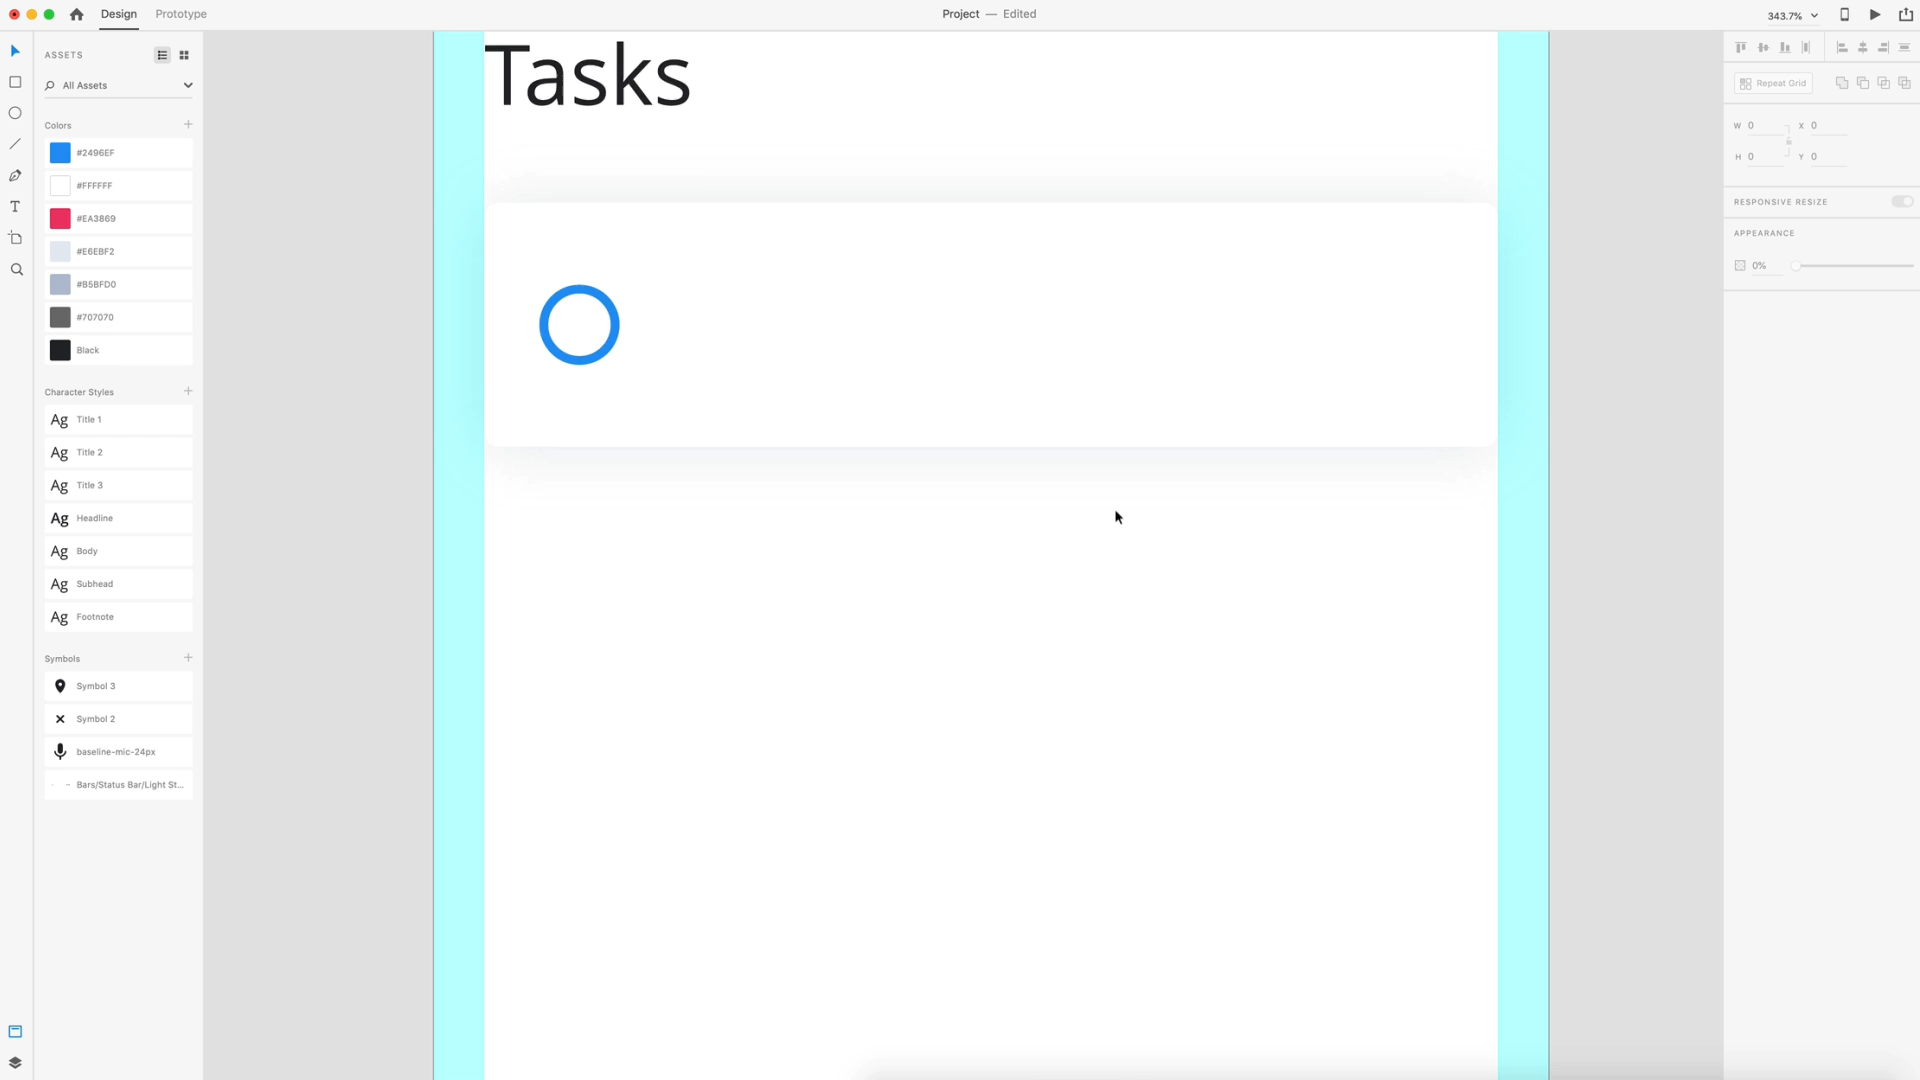 Design
Prototype
Project — Edited
343.7%
ASSETS
All Assets
Colors
#2496EF
#FFFFFF
#EA3869
#E6EBF2
#B5BFD0
#707070
Black
Character Styles
Ag Title 1
Ag Title 2
Ag Title 3
Ag Headline
Ag Body
Ag Subhead
Ag Footnote
Symbols
Symbol 3
Symbol 2
baseline-mic-24px
Bars/Status Bar/Light St...
Tasks
Repeat Grid
W 0 X 0
H 0 Y 0
RESPONSIVE RESIZE
APPEARANCE
0%